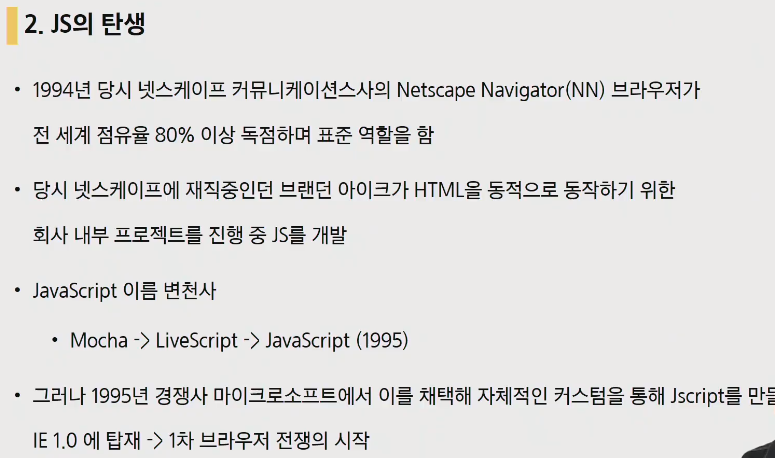 2. JS의 탄생
• 1994년 당시 넷스케이프 커뮤니케이션스사의 Netscape Navigator(NN) 브라우저가
전 세계 점유율 80% 이상 독점하며 표준 역할을 함
• 당시 넷스케이프에 재직중인던 브랜던 아이크가 HTML을 동적으로 동작하기 위한
회사 내부 프로젝트를 진행 중 JS를 개발
• JavaScript 이름 변천사
• Mocha -> LiveScript -> JavaScript (1995)
• 그러나 1995년 경쟁사 마이크로소프트에서 이를 채택해 자체적인 커스텀을 통해 Jscript를 만들
IE 1.0 에 탑재 -> 1차 브라우저 전쟁의 시작